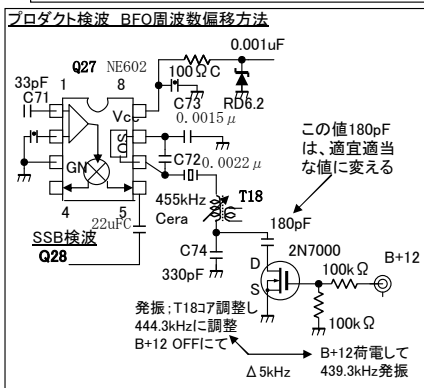 プロダクト検波 BFO周波数偏移方法
0.001uF
Q27 NE602
33pF
1
8
100ΩC
C71
Vcc
C73
RD6.2
0.0015μ
OSC
この値180pF
は、適宜適当
な値に変える
GN
C72
0.0022μ
455kHz
Cera
T18
4
5
22uFC
180pF
SSB検波
Q28
C74
330pF
2N7000
D
S
100kΩ
B+12
100kΩ
発振;T18コア調整し
444.3kHzに調整
B+12 OFFにて
Δ5kHz
B+12荷電して
439.3kHz発振